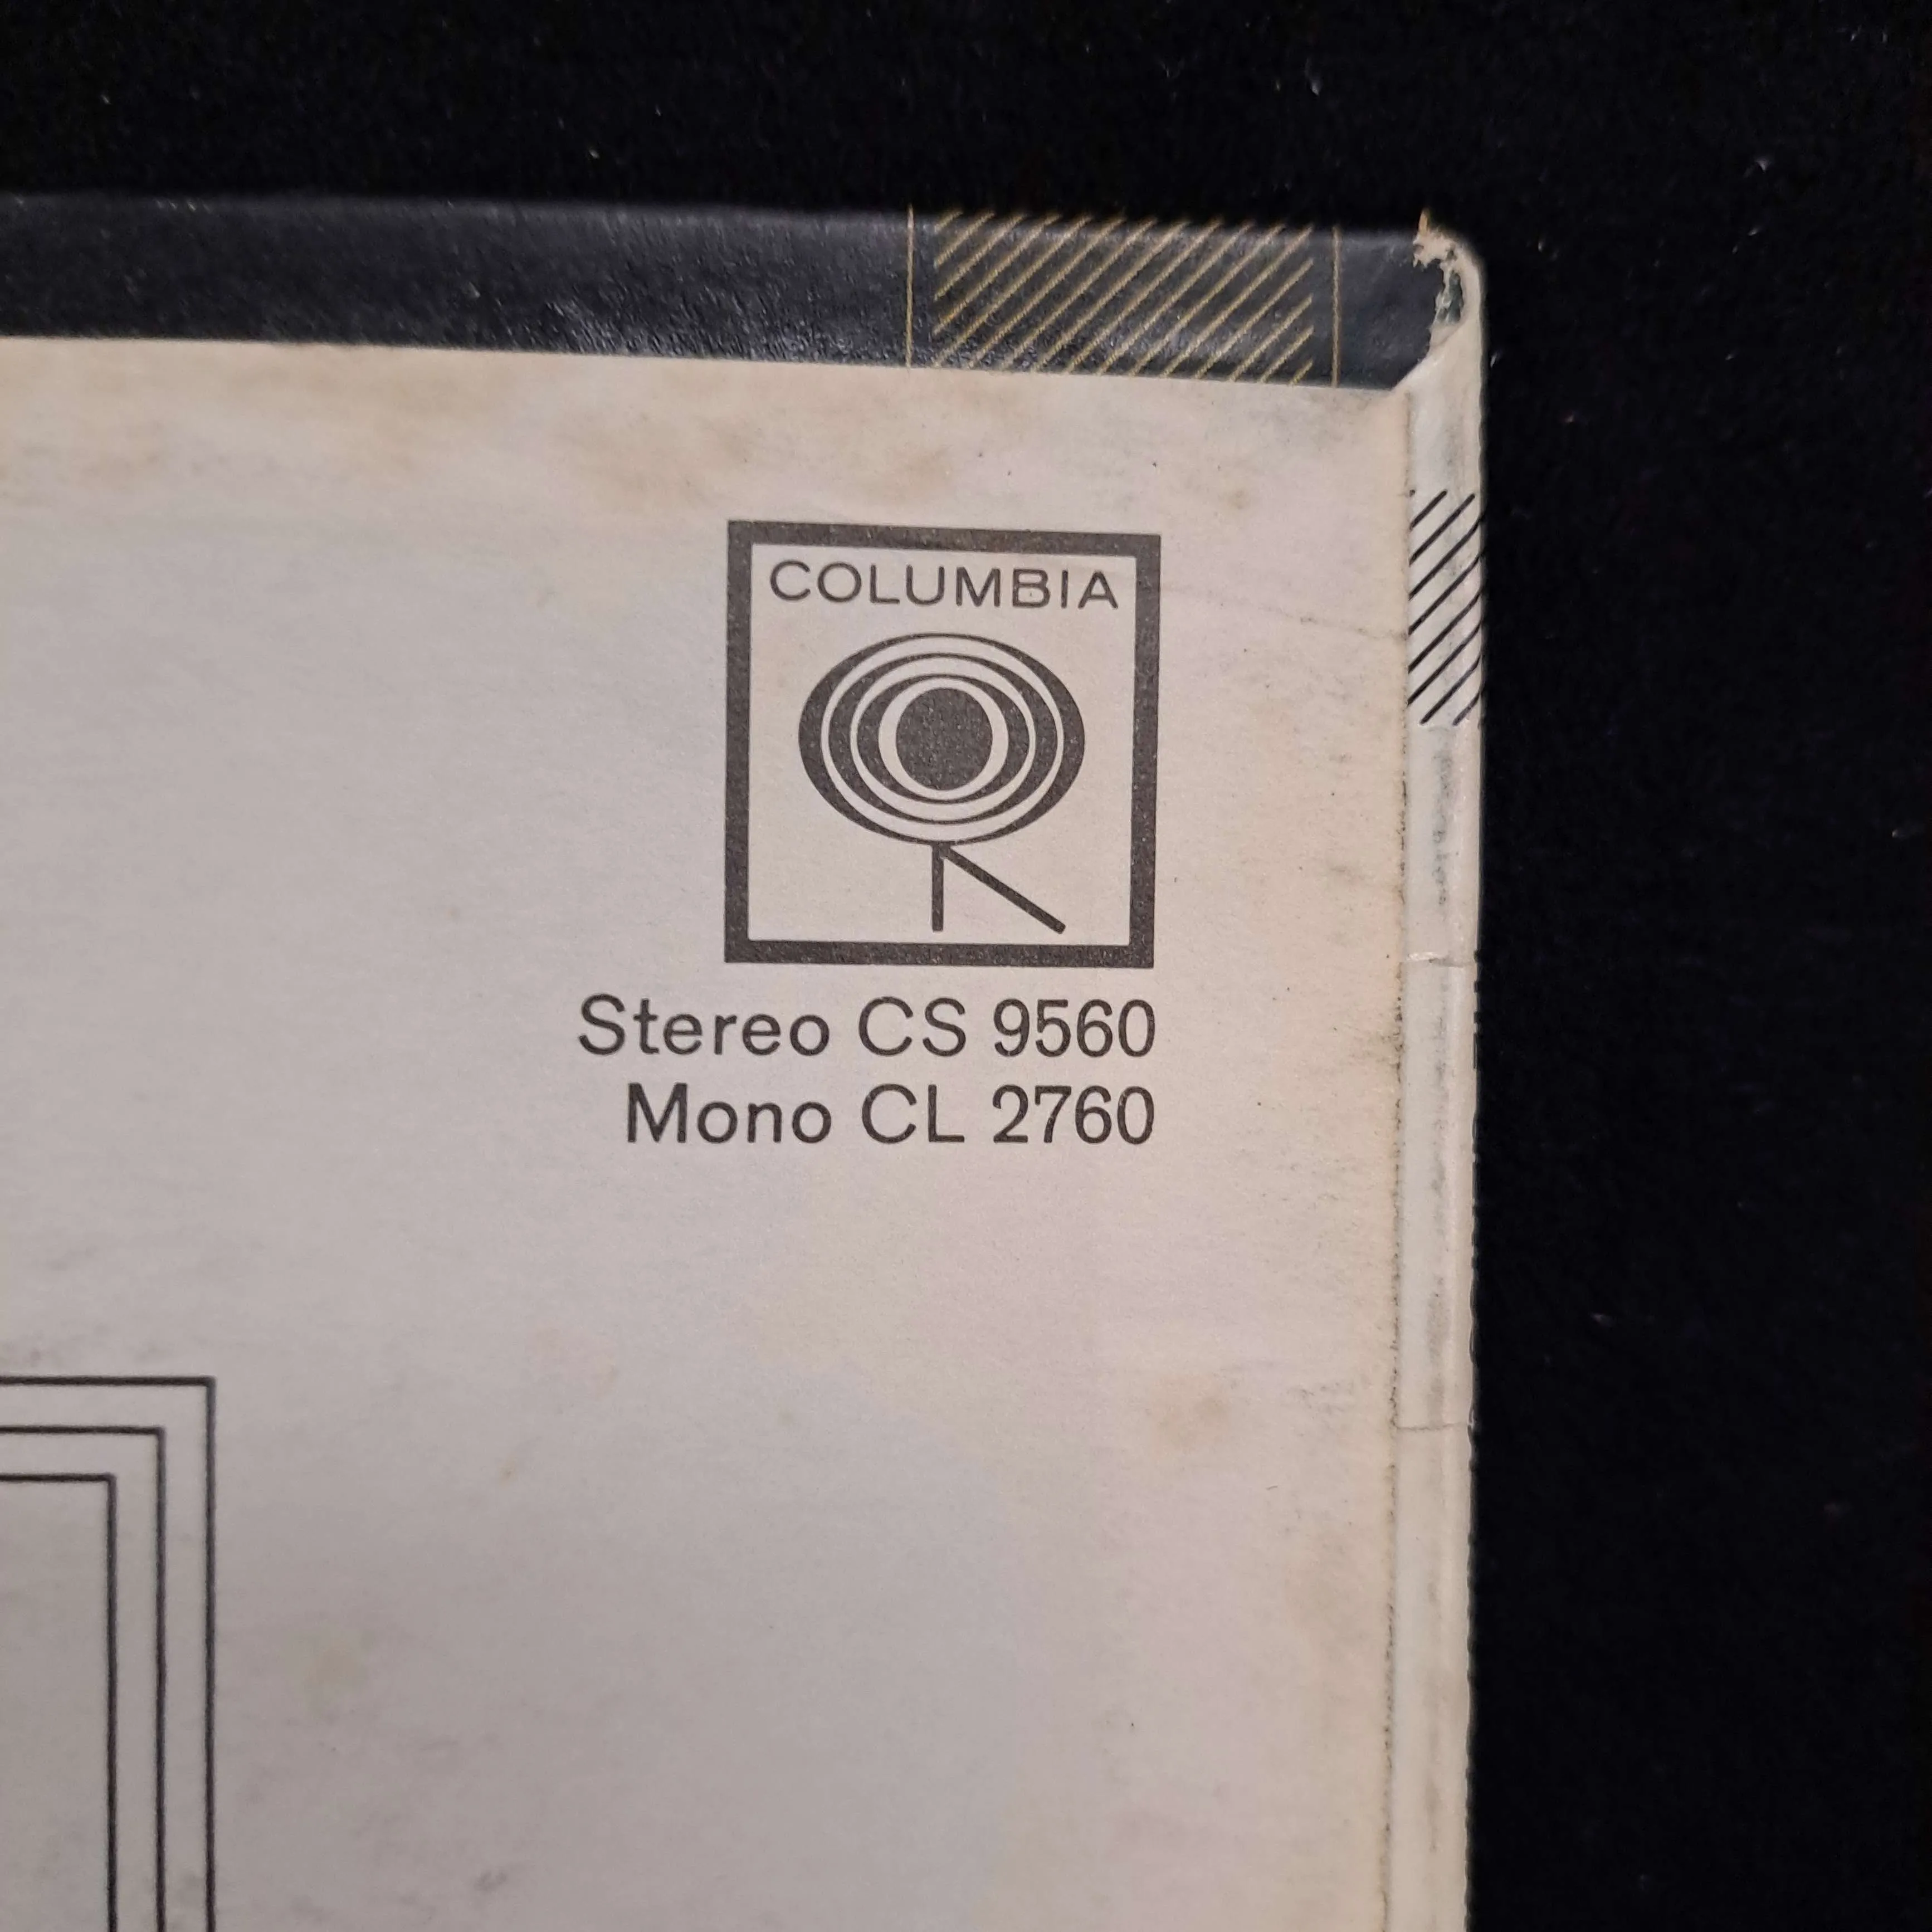 COLUMBIA
Stereo CS 9560
Mono CL 2760